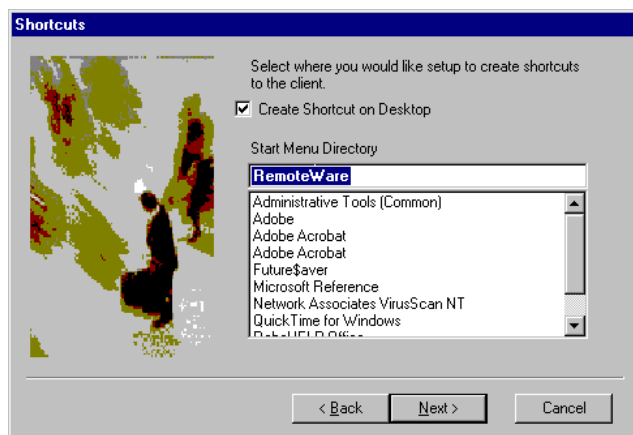 Shortcuts
Select where you would like setup to create shortcuts
to the client.
Create Shortcut on Desktop
Start Menu Directory
RemoteWare
Administrative Tools (Common)
Adobe
Adobe Acrobat
Adobe Acrobat
Future$aver
Microsoft Reference
Network Associates VirusScan NT
QuickTime for Windows
RoboHELP Office
< Back
Next >
Cancel